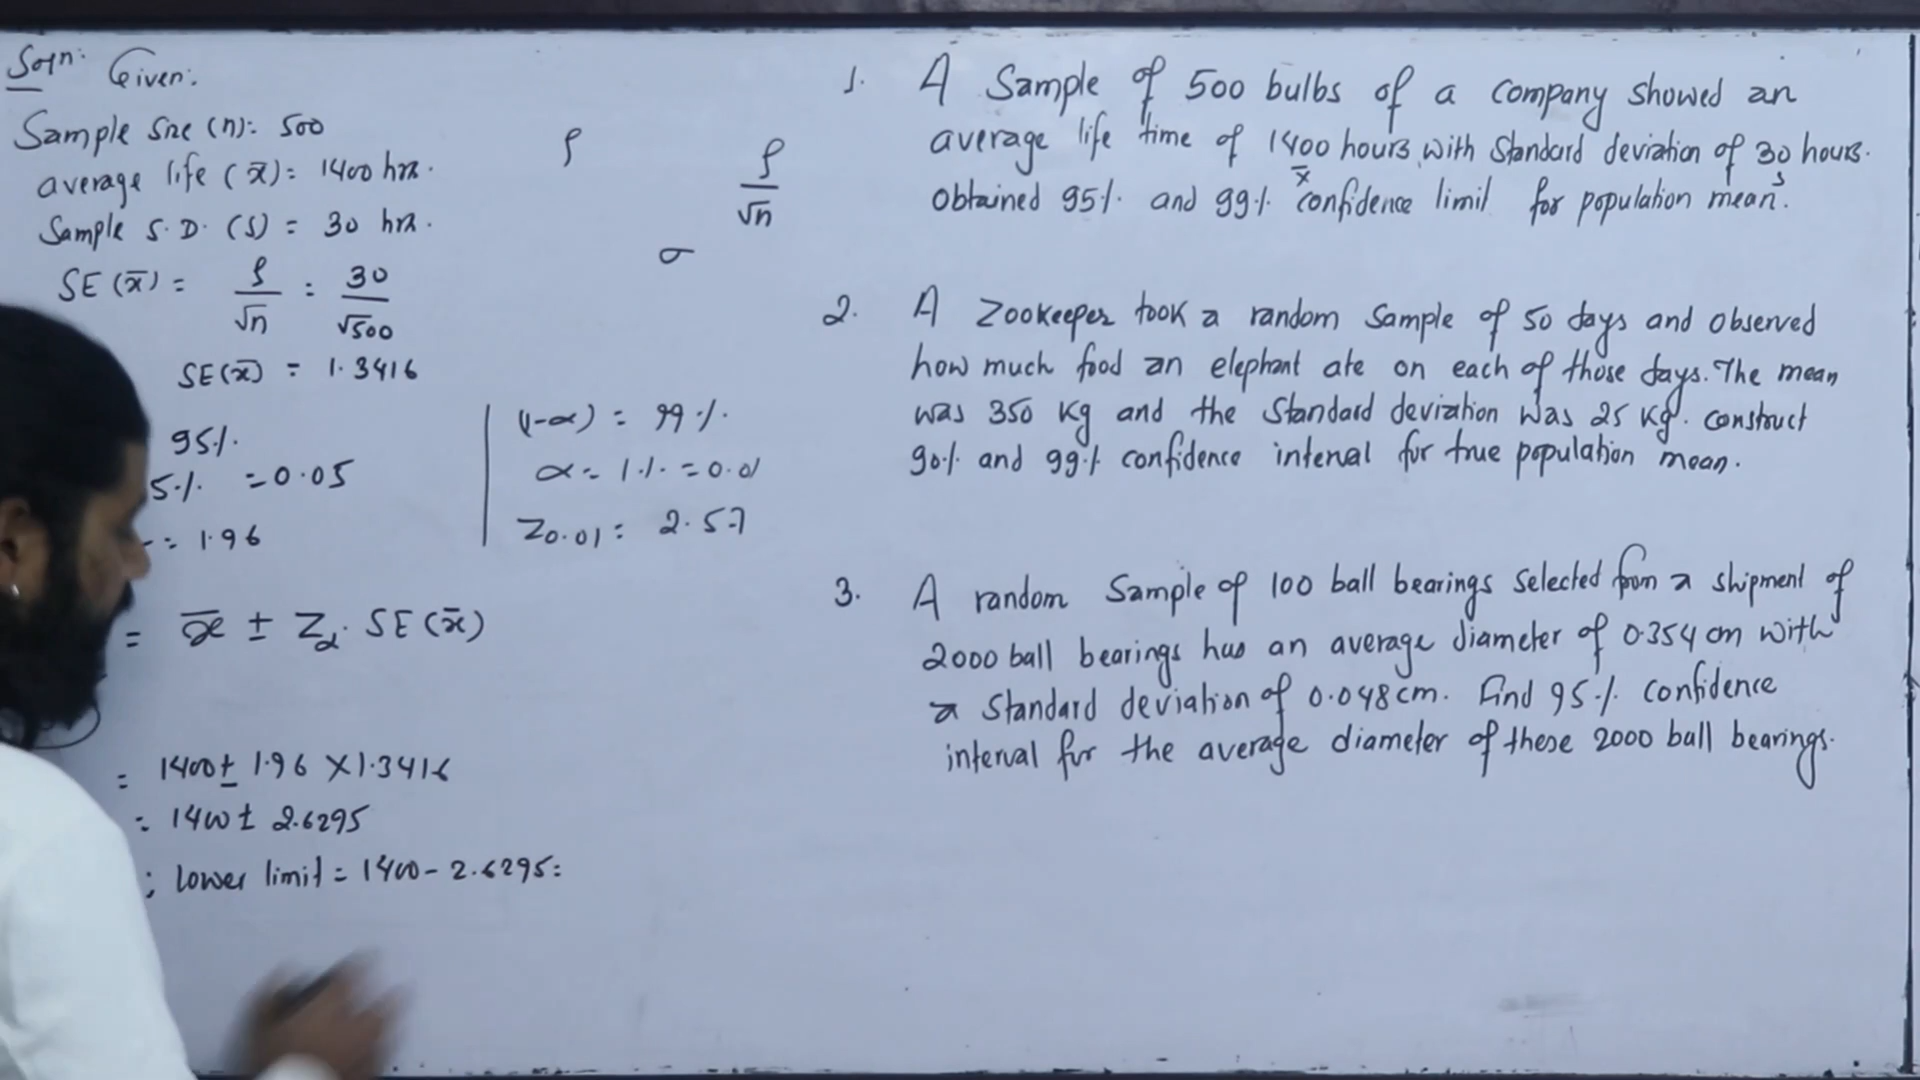 Soln: Given:
Sample Size (n): 500
average life (x̄) = 1400 hrs.
Sample S.D. (S) = 30 hrs.
SE(x̄) = s/√n = 30/√500
SE(x̄) = 1.3416
95%
5% = 0.05
= 1.96
(1-α) = 99%
α = 1% = 0.01
Z0.01 = 2.57
= x̄ ± Zα. SE(x̄)
= 1400 ± 1.96 × 1.3416
= 1400 ± 2.6295
; Lower limit = 1400 - 2.6295 =
s
s/√n
σ
1. A Sample of 500 bulbs of a company showed an
average life time of 1400 hours with Standard deviation of 30 hours.
x̄ s
obtained 95% and 99% confidence limit for population mean.
2. A Zookeeper took a random Sample of 50 days and observed
how much food an elephant ate on each of those days. The mean
was 350 Kg and the Standard deviation was 25 Kg. construct
90% and 99% confidence interval for true population mean.
3. A random Sample of 100 ball bearings selected from a shipment of
2000 ball bearings has an average diameter of 0.354 cm with
a Standard deviation of 0.048 cm. find 95% confidence
interval for the average diameter of these 2000 ball bearings.